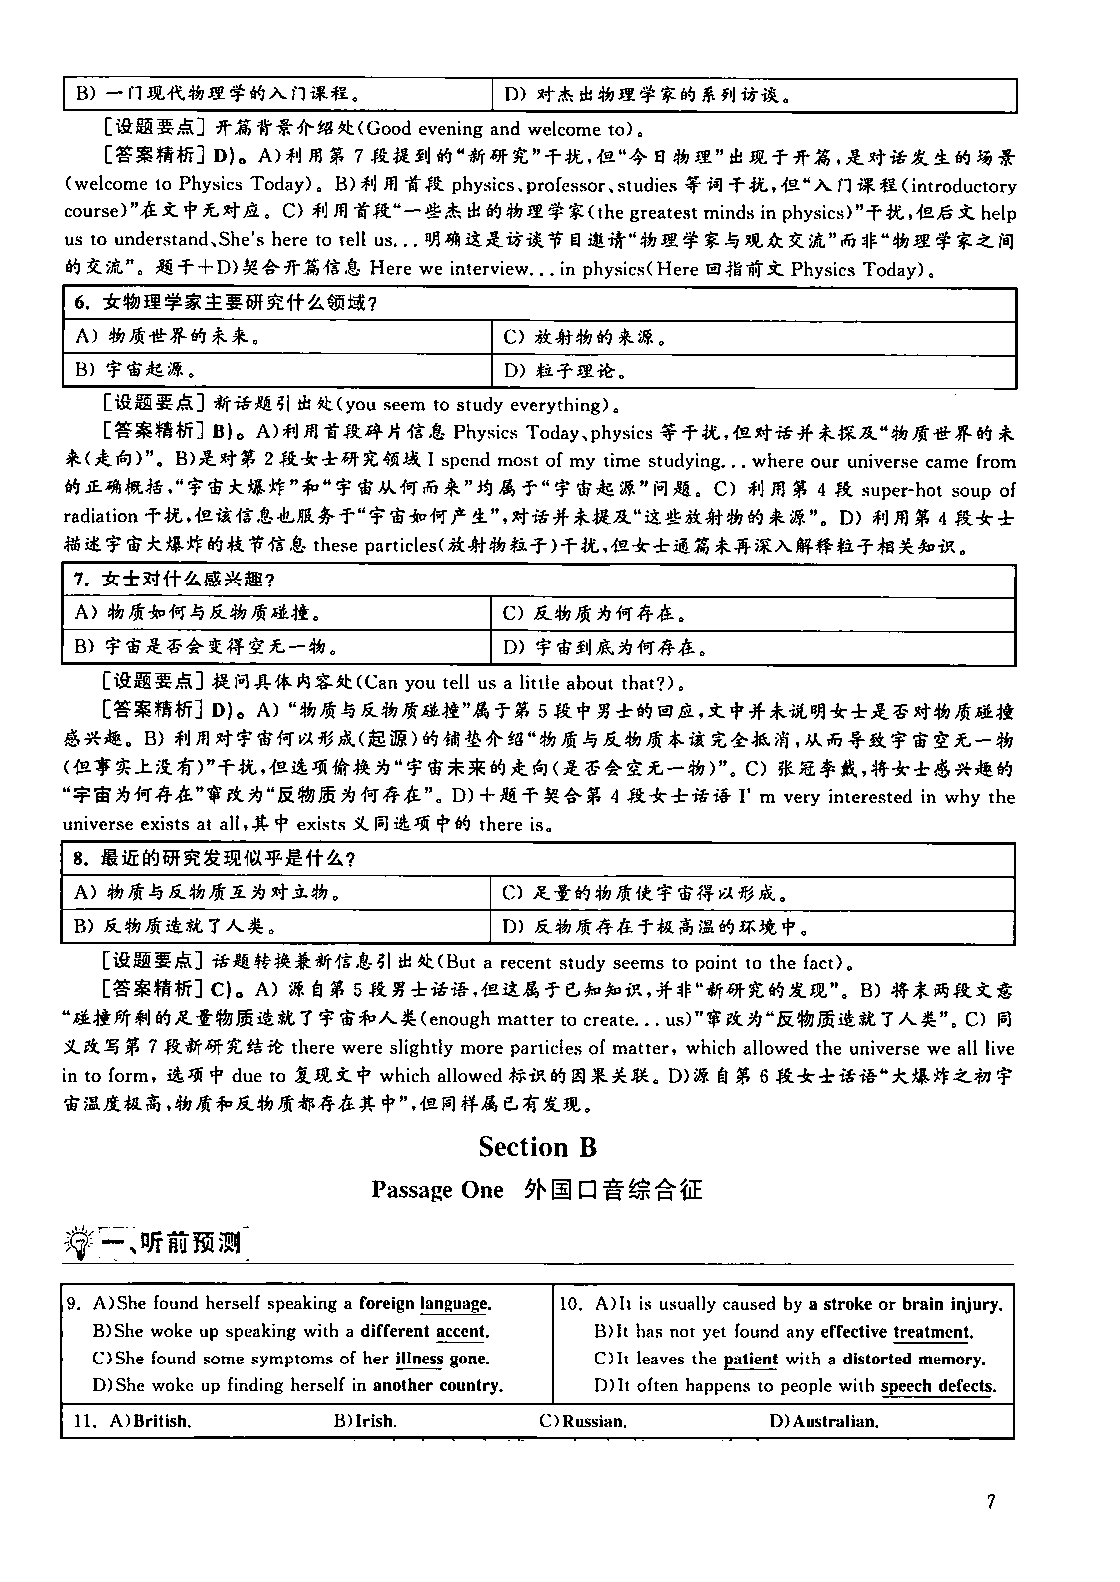 B) 一门现代物理学的入门课程。 D) 对杰出物理学家的系列访谈。
[设题要点] 开篇背景介绍处(Good evening and welcome to)。
[答案精析] D)。A)利用第 7 段提到的“新研究”干扰,但“今日物理”出现于开篇,是对话发生的场景
(welcome to Physics Today)。B)利用首段 physics、professor、studies 等词干扰,但“入门课程(introductory
course)”在文中无对应。C) 利用首段“一些杰出的物理学家(the greatest minds in physics)”干扰,但后文 help
us to understand、She's here to tell us... 明确这是访谈节目邀请“物理学家与观众交流”而非“物理学家之间
的交流”。题干+D)契合开篇信息 Here we interview... in physics(Here 回指前文 Physics Today)。
6. 女物理学家主要研究什么领域?
A) 物质世界的未来。 C) 放射物的来源。
B) 宇宙起源。 D) 粒子理论。
[设题要点] 新话题引出处(you seem to study everything)。
[答案精析] B)。A)利用首段碎片信息 Physics Today、physics 等干扰,但对话并未探及“物质世界的未
来(走向)”。B)是对第 2 段女士研究领域 I spend most of my time studying... where our universe came from
的正确概括,“宇宙大爆炸”和“宇宙从何而来”均属于“宇宙起源”问题。C) 利用第 4 段 super-hot soup of
radiation 干扰,但该信息也服务于“宇宙如何产生”,对话并未提及“这些放射物的来源”。D) 利用第 4 段女士
描述宇宙大爆炸的枝节信息 these particles(放射物粒子)干扰,但女士通篇未再深入解释粒子相关知识。
7. 女士对什么感兴趣?
A) 物质如何与反物质碰撞。 C) 反物质为何存在。
B) 宇宙是否会变得空无一物。 D) 宇宙到底为何存在。
[设题要点] 提问具体内容处(Can you tell us a little about that?)。
[答案精析] D)。A) “物质与反物质碰撞”属于第 5 段中男士的回应,文中并未说明女士是否对物质碰撞
感兴趣。B) 利用对宇宙何以形成(起源)的铺垫介绍“物质与反物质本该完全抵消,从而导致宇宙空无一物
(但事实上没有)”干扰,但选项偷换为“宇宙未来的走向(是否会空无一物)”。C) 张冠李戴,将女士感兴趣的
“宇宙为何存在”窜改为“反物质为何存在”。D)+题干契合第 4 段女士话语 I' m very interested in why the
universe exists at all,其中 exists 义同选项中的 there is。
8. 最近的研究发现似乎是什么?
A) 物质与反物质互为对立物。 C) 足量的物质使宇宙得以形成。
B) 反物质造就了人类。 D) 反物质存在于极高温的环境中。
[设题要点] 话题转换兼新信息引出处(But a recent study seems to point to the fact)。
[答案精析] C)。A) 源自第 5 段男士话语,但这属于已知知识,并非“新研究的发现”。B) 将末两段文意
“碰撞所剩的足量物质造就了宇宙和人类(enough matter to create... us)”窜改为“反物质造就了人类”。C) 同
义改写第 7 段新研究结论 there were slightly more particles of matter, which allowed the universe we all live
in to form, 选项中 due to 复现文中 which allowed 标识的因果关联。D)源自第 6 段女士话语“大爆炸之初宇
宙温度极高,物质和反物质都存在其中”,但同样属已有发现。
Section B
Passage One 外国口音综合征
一、听前预测
9. A)She found herself speaking a foreign language. 10. A)It is usually caused by a stroke or brain injury.
B)She woke up speaking with a different accent. B)It has not yet found any effective treatment.
C)She found some symptoms of her illness gone. C)It leaves the patient with a distorted memory.
D)She woke up finding herself in another country. D)It often happens to people with speech defects.
11. A)British. B)Irish. C)Russian. D)Australian.
7